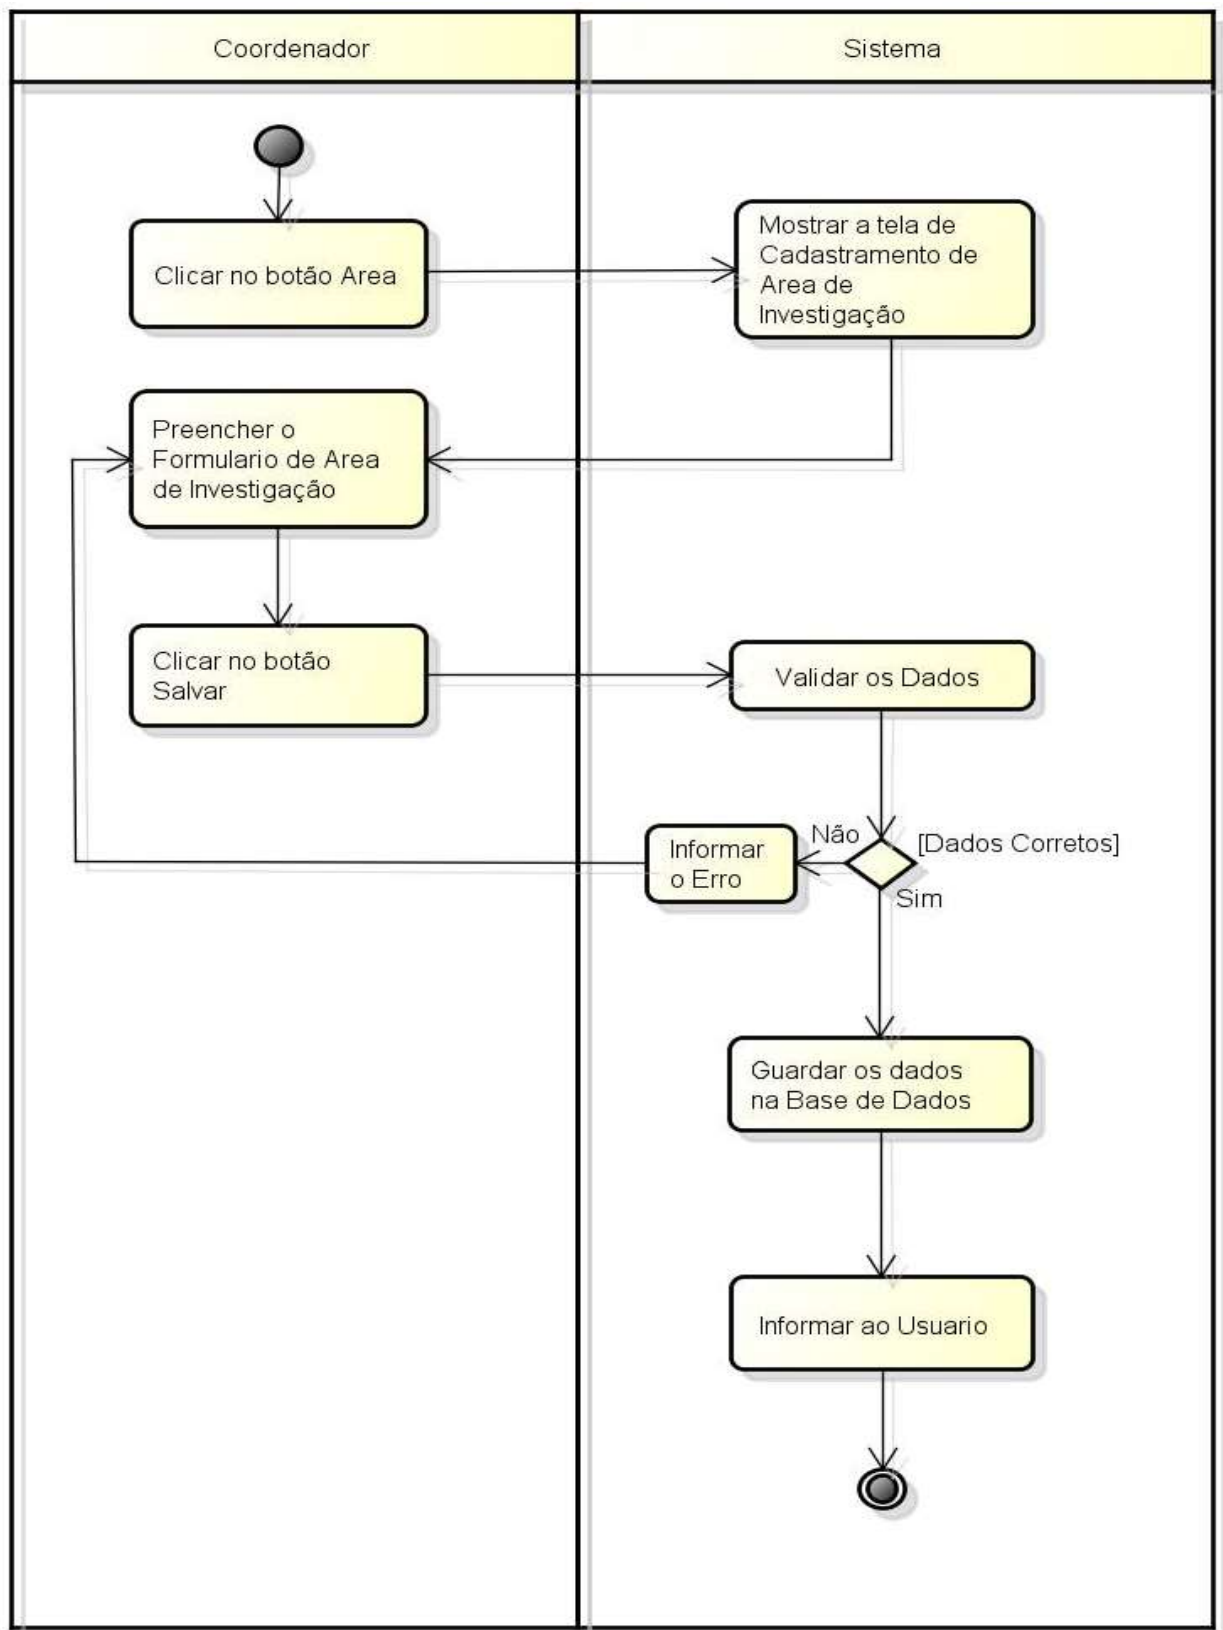 Coordenador
Sistema
Clicar no botão Area
Mostrar a tela de
Cadastramento de
Area de
Investigação
Preencher o
Formulario de Area
de Investigação
Clicar no botão
Salvar
Validar os Dados
Não
[Dados Corretos]
Informar
o Erro
Sim
Guardar os dados
na Base de Dados
Informar ao Usuario